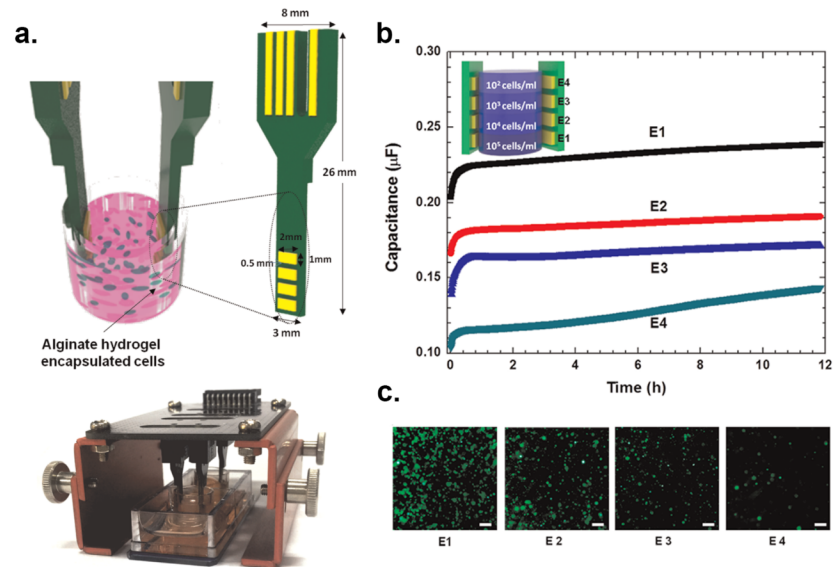 a.
8 mm
26 mm
2mm
1mm
0.5 mm
3 mm
Alginate hydrogel
encapsulated cells
b.
0.30
0.25
0.20
0.15
0.10
Capacitance (µF)
10² cells/ml
10³ cells/ml
10⁴ cells/ml
10⁵ cells/ml
E4
E3
E2
E1
E1
E2
E3
E4
0 2 4 6 8 10 12
Time (h)
c.
E1 E 2 E 3 E 4